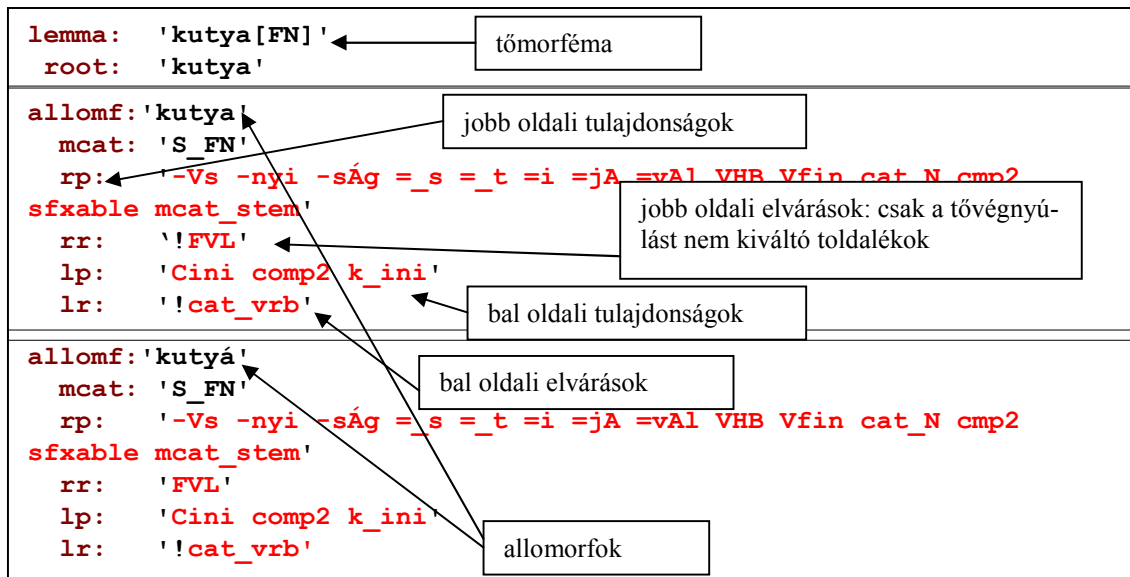 lemma: 'kutya[FN]'
tőmorféma
root: 'kutya'
allomf:'kutya'
jobb oldali tulajdonságok
mcat: 'S_FN'
rp: '-Vs -nyi -sÁg =_s =_t =i =jA =vAl VHB Vfin cat_N cmp2
sfxable mcat_stem'
jobb oldali elvárások: csak a tővégnyú-
lást nem kiváltó toldalékok
rr: '!FVL'
lp: 'Cini comp2 k_ini'
lr: '!cat_vrb'
bal oldali tulajdonságok
allomf:'kutyá'
bal oldali elvárások
mcat: 'S_FN'
rp: '-Vs -nyi -sÁg =_s =_t =i =jA =vAl VHB Vfin cat_N cmp2
sfxable mcat_stem'
rr: 'FVL'
lp: 'Cini comp2 k_ini'
lr: '!cat_vrb'
allomorfok